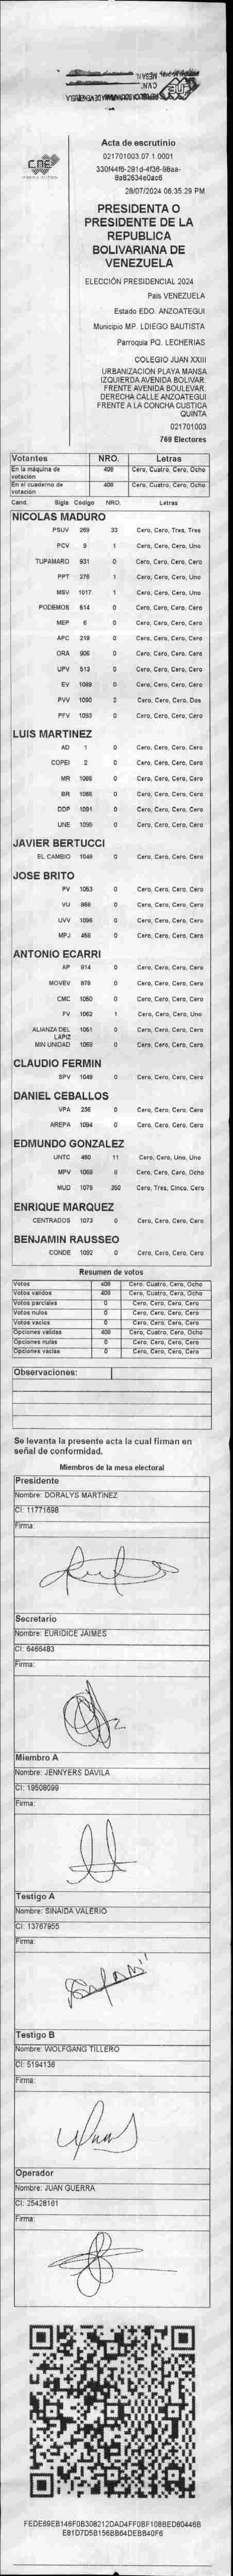 Acta de escrutinio
021701003.07.1.0001
330f44f6-291d-4f36-98aa-
8a82634e0ac6
28/07/2024 06:35:29 PM
PRESIDENTA O
PRESIDENTE DE LA
REPUBLICA
BOLIVARIANA DE
VENEZUELA
ELECCIÓN PRESIDENCIAL 2024
País VENEZUELA
Estado EDO. ANZOATEGUI
Municipio MP. LDIEGO BAUTISTA
Parroquia PQ. LECHERIAS
COLEGIO JUAN XXIII
URBANIZACION PLAYA MANSA
IZQUIERDA AVENIDA BOLIVAR.
FRENTE AVENIDA BOULEVAR.
DERECHA CALLE ANZOATEGUI
FRENTE A LA CONCHA CUSTICA
QUINTA
021701003
769 Electores
Votantes NRO. Letras
En la máquina de votación 408 Cero, Cuatro, Cero, Ocho
En el cuaderno de votación 408 Cero, Cuatro, Cero, Ocho
Cand. Sigla Código NRO. Letras
NICOLAS MADURO
PSUV 269 33 Cero, Cero, Tres, Tres
PCV 9 1 Cero, Cero, Cero, Uno
TUPAMARO 931 0 Cero, Cero, Cero, Cero
PPT 276 1 Cero, Cero, Cero, Uno
MSV 1017 1 Cero, Cero, Cero, Uno
PODEMOS 614 0 Cero, Cero, Cero, Cero
MEP 6 0 Cero, Cero, Cero, Cero
APC 219 0 Cero, Cero, Cero, Cero
ORA 906 0 Cero, Cero, Cero, Cero
UPV 513 0 Cero, Cero, Cero, Cero
EV 1089 0 Cero, Cero, Cero, Cero
PVV 1090 2 Cero, Cero, Cero, Dos
PFV 1093 0 Cero, Cero, Cero, Cero
LUIS MARTINEZ
AD 1 0 Cero, Cero, Cero, Cero
COPEI 2 0 Cero, Cero, Cero, Cero
MR 1065 0 Cero, Cero, Cero, Cero
BR 1086 0 Cero, Cero, Cero, Cero
DDP 1091 0 Cero, Cero, Cero, Cero
UNE 1095 0 Cero, Cero, Cero, Cero
JAVIER BERTUCCI
EL CAMBIO 1048 0 Cero, Cero, Cero, Cero
JOSE BRITO
PV 1053 0 Cero, Cero, Cero, Cero
VU 868 0 Cero, Cero, Cero, Cero
UVV 1096 0 Cero, Cero, Cero, Cero
MPJ 458 0 Cero, Cero, Cero, Cero
ANTONIO ECARRI
AP 814 0 Cero, Cero, Cero, Cero
MOVEV 978 0 Cero, Cero, Cero, Cero
CMC 1050 0 Cero, Cero, Cero, Cero
FV 1062 1 Cero, Cero, Cero, Uno
ALIANZA DEL LAPIZ 1051 0 Cero, Cero, Cero, Cero
MIN UNIDAD 1069 0 Cero, Cero, Cero, Cero
CLAUDIO FERMIN
SPV 1049 0 Cero, Cero, Cero, Cero
DANIEL CEBALLOS
VPA 236 0 Cero, Cero, Cero, Cero
AREPA 1094 0 Cero, Cero, Cero, Cero
EDMUNDO GONZALEZ
UNTC 460 11 Cero, Cero, Uno, Uno
MPV 1068 8 Cero, Cero, Cero, Ocho
MUD 1075 350 Cero, Tres, Cinco, Cero
ENRIQUE MARQUEZ
CENTRADOS 1073 0 Cero, Cero, Cero, Cero
BENJAMIN RAUSSEO
CONDE 1092 0 Cero, Cero, Cero, Cero
Resumen de votos
Votos 408 Cero, Cuatro, Cero, Ocho
Votos validos 408 Cero, Cuatro, Cero, Ocho
Votos parciales 0 Cero, Cero, Cero, Cero
Votos nulos 0 Cero, Cero, Cero, Cero
Votos vacios 0 Cero, Cero, Cero, Cero
Opciones validas 408 Cero, Cuatro, Cero, Ocho
Opciones nulas 0 Cero, Cero, Cero, Cero
Opciones vacias 0 Cero, Cero, Cero, Cero
Observaciones:
Se levanta la presente acta la cual firman en
señal de conformidad.
Miembros de la mesa electoral
Presidente
Nombre: DORALYS MARTINEZ
CI: 11771698
Firma:
Secretario
Nombre: EURIDICE JAIMES
CI: 6466483
Firma:
Miembro A
Nombre: JENNYERS DAVILA
CI: 19508099
Firma:
Testigo A
Nombre: SINAIDA VALERIO
CI: 13767955
Firma:
Testigo B
Nombre: WOLFGANG TILLERO
CI: 5194136
Firma:
Operador
Nombre: JUAN GUERRA
CI: 25428161
Firma:
FEDE69EB146F0B308212DAD4FF0BF108BED80446B
E81D7D5B156BB64DEBB40F6